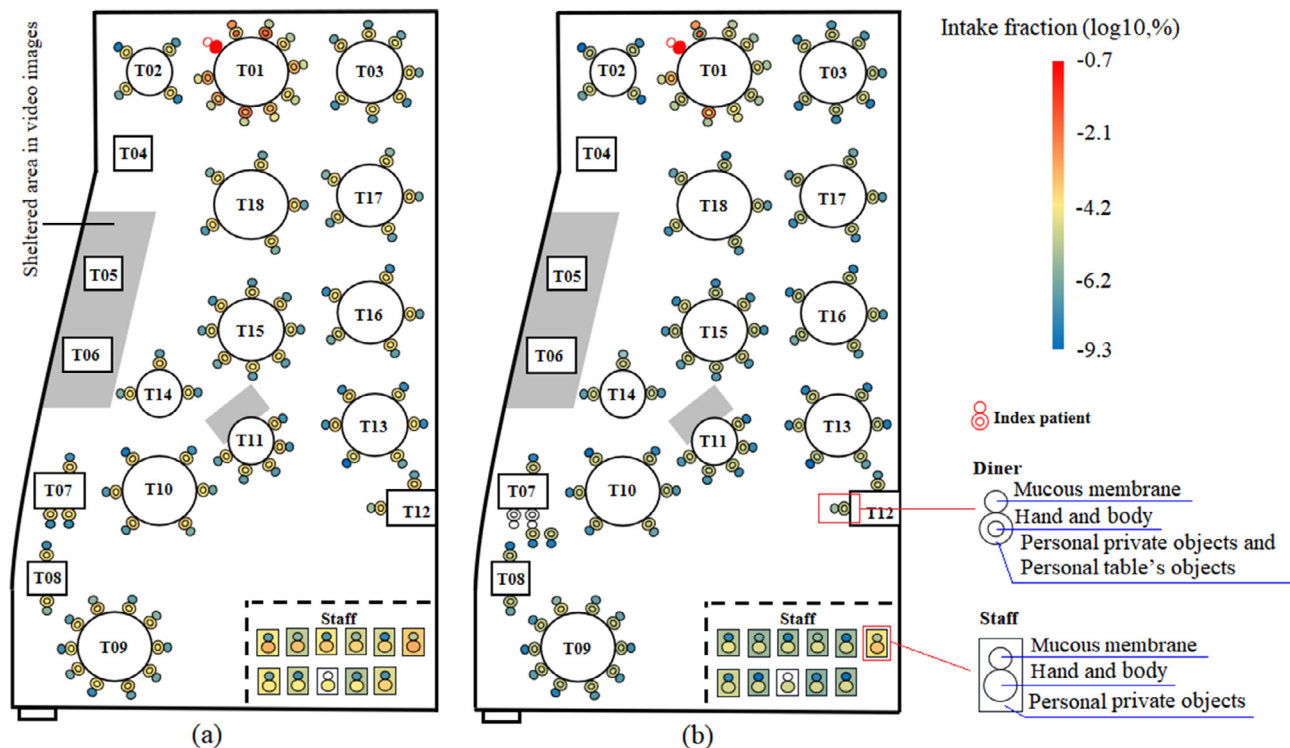 Sheltered area in video images
T02
T01
T03
T04
T18
T17
T05
T15
T16
T06
T14
T11
T13
T07
T10
T12
T08
T09
Staff
(a)
T02
T01
T03
T04
T18
T17
T05
T15
T16
T06
T14
T11
T13
T07
T10
T12
T08
T09
Staff
(b)
Intake fraction (log10,%)
-0.7
-2.1
-4.2
-6.2
-9.3
Index patient
Diner
Mucous membrane
Hand and body
Personal private objects and
Personal table's objects
Staff
Mucous membrane
Hand and body
Personal private objects